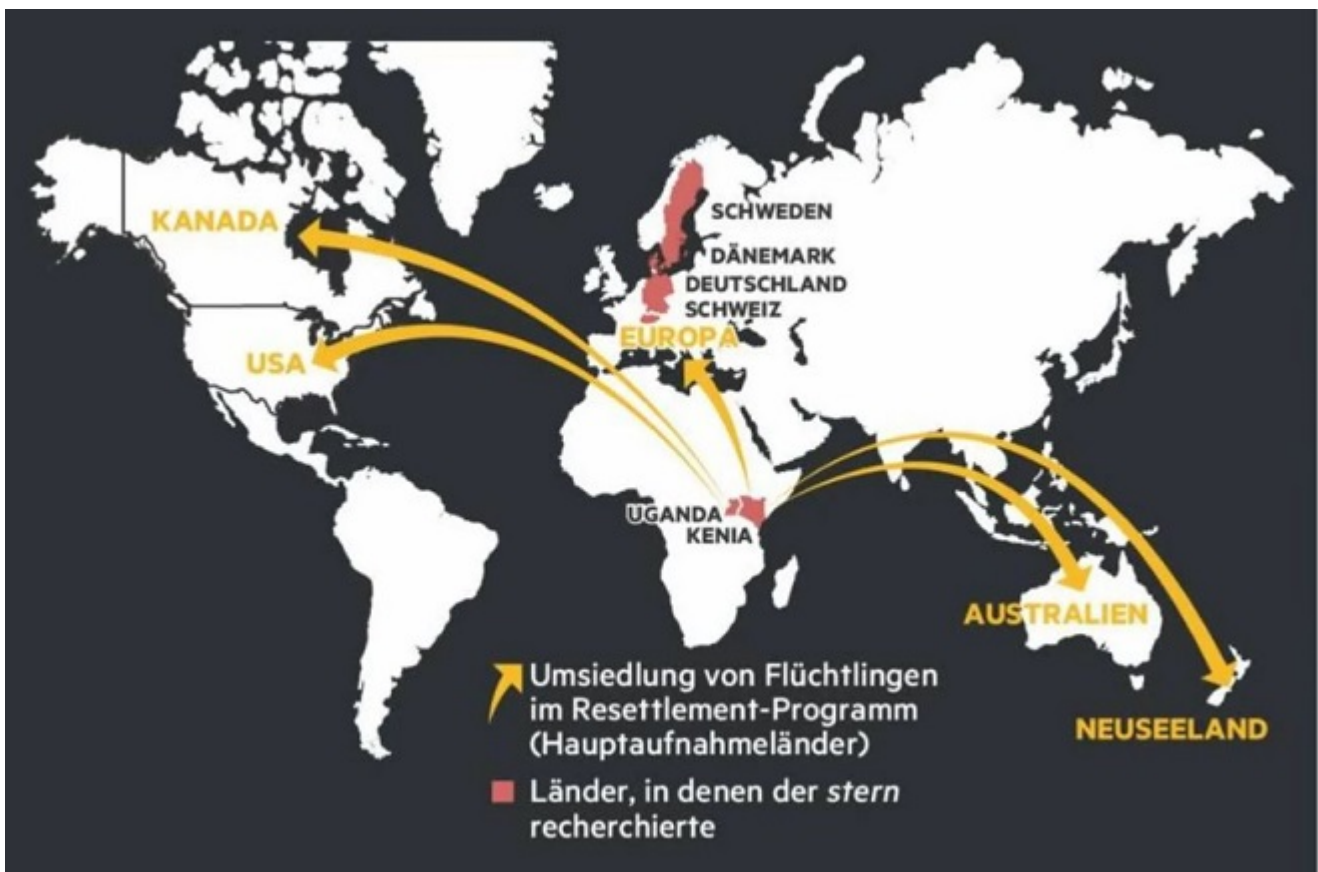 KANADA
USA
SCHWEDEN
DÄNEMARK
DEUTSCHLAND
SCHWEIZ
EUROPA
UGANDA
KENIA
AUSTRALIEN
NEUSEELAND
Umsiedlung von Flüchtlingen
im Resettlement-Programm
(Hauptaufnahmeländer)
Länder, in denen der stern
recherchierte